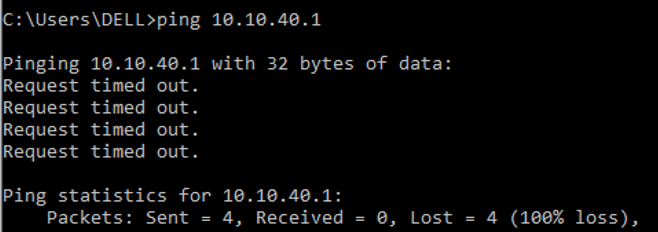 C:\Users\DELL>ping 10.10.40.1
Pinging 10.10.40.1 with 32 bytes of data:
Request timed out.
Request timed out.
Request timed out.
Request timed out.
Ping statistics for 10.10.40.1:
    Packets: Sent = 4, Received = 0, Lost = 4 (100% loss),